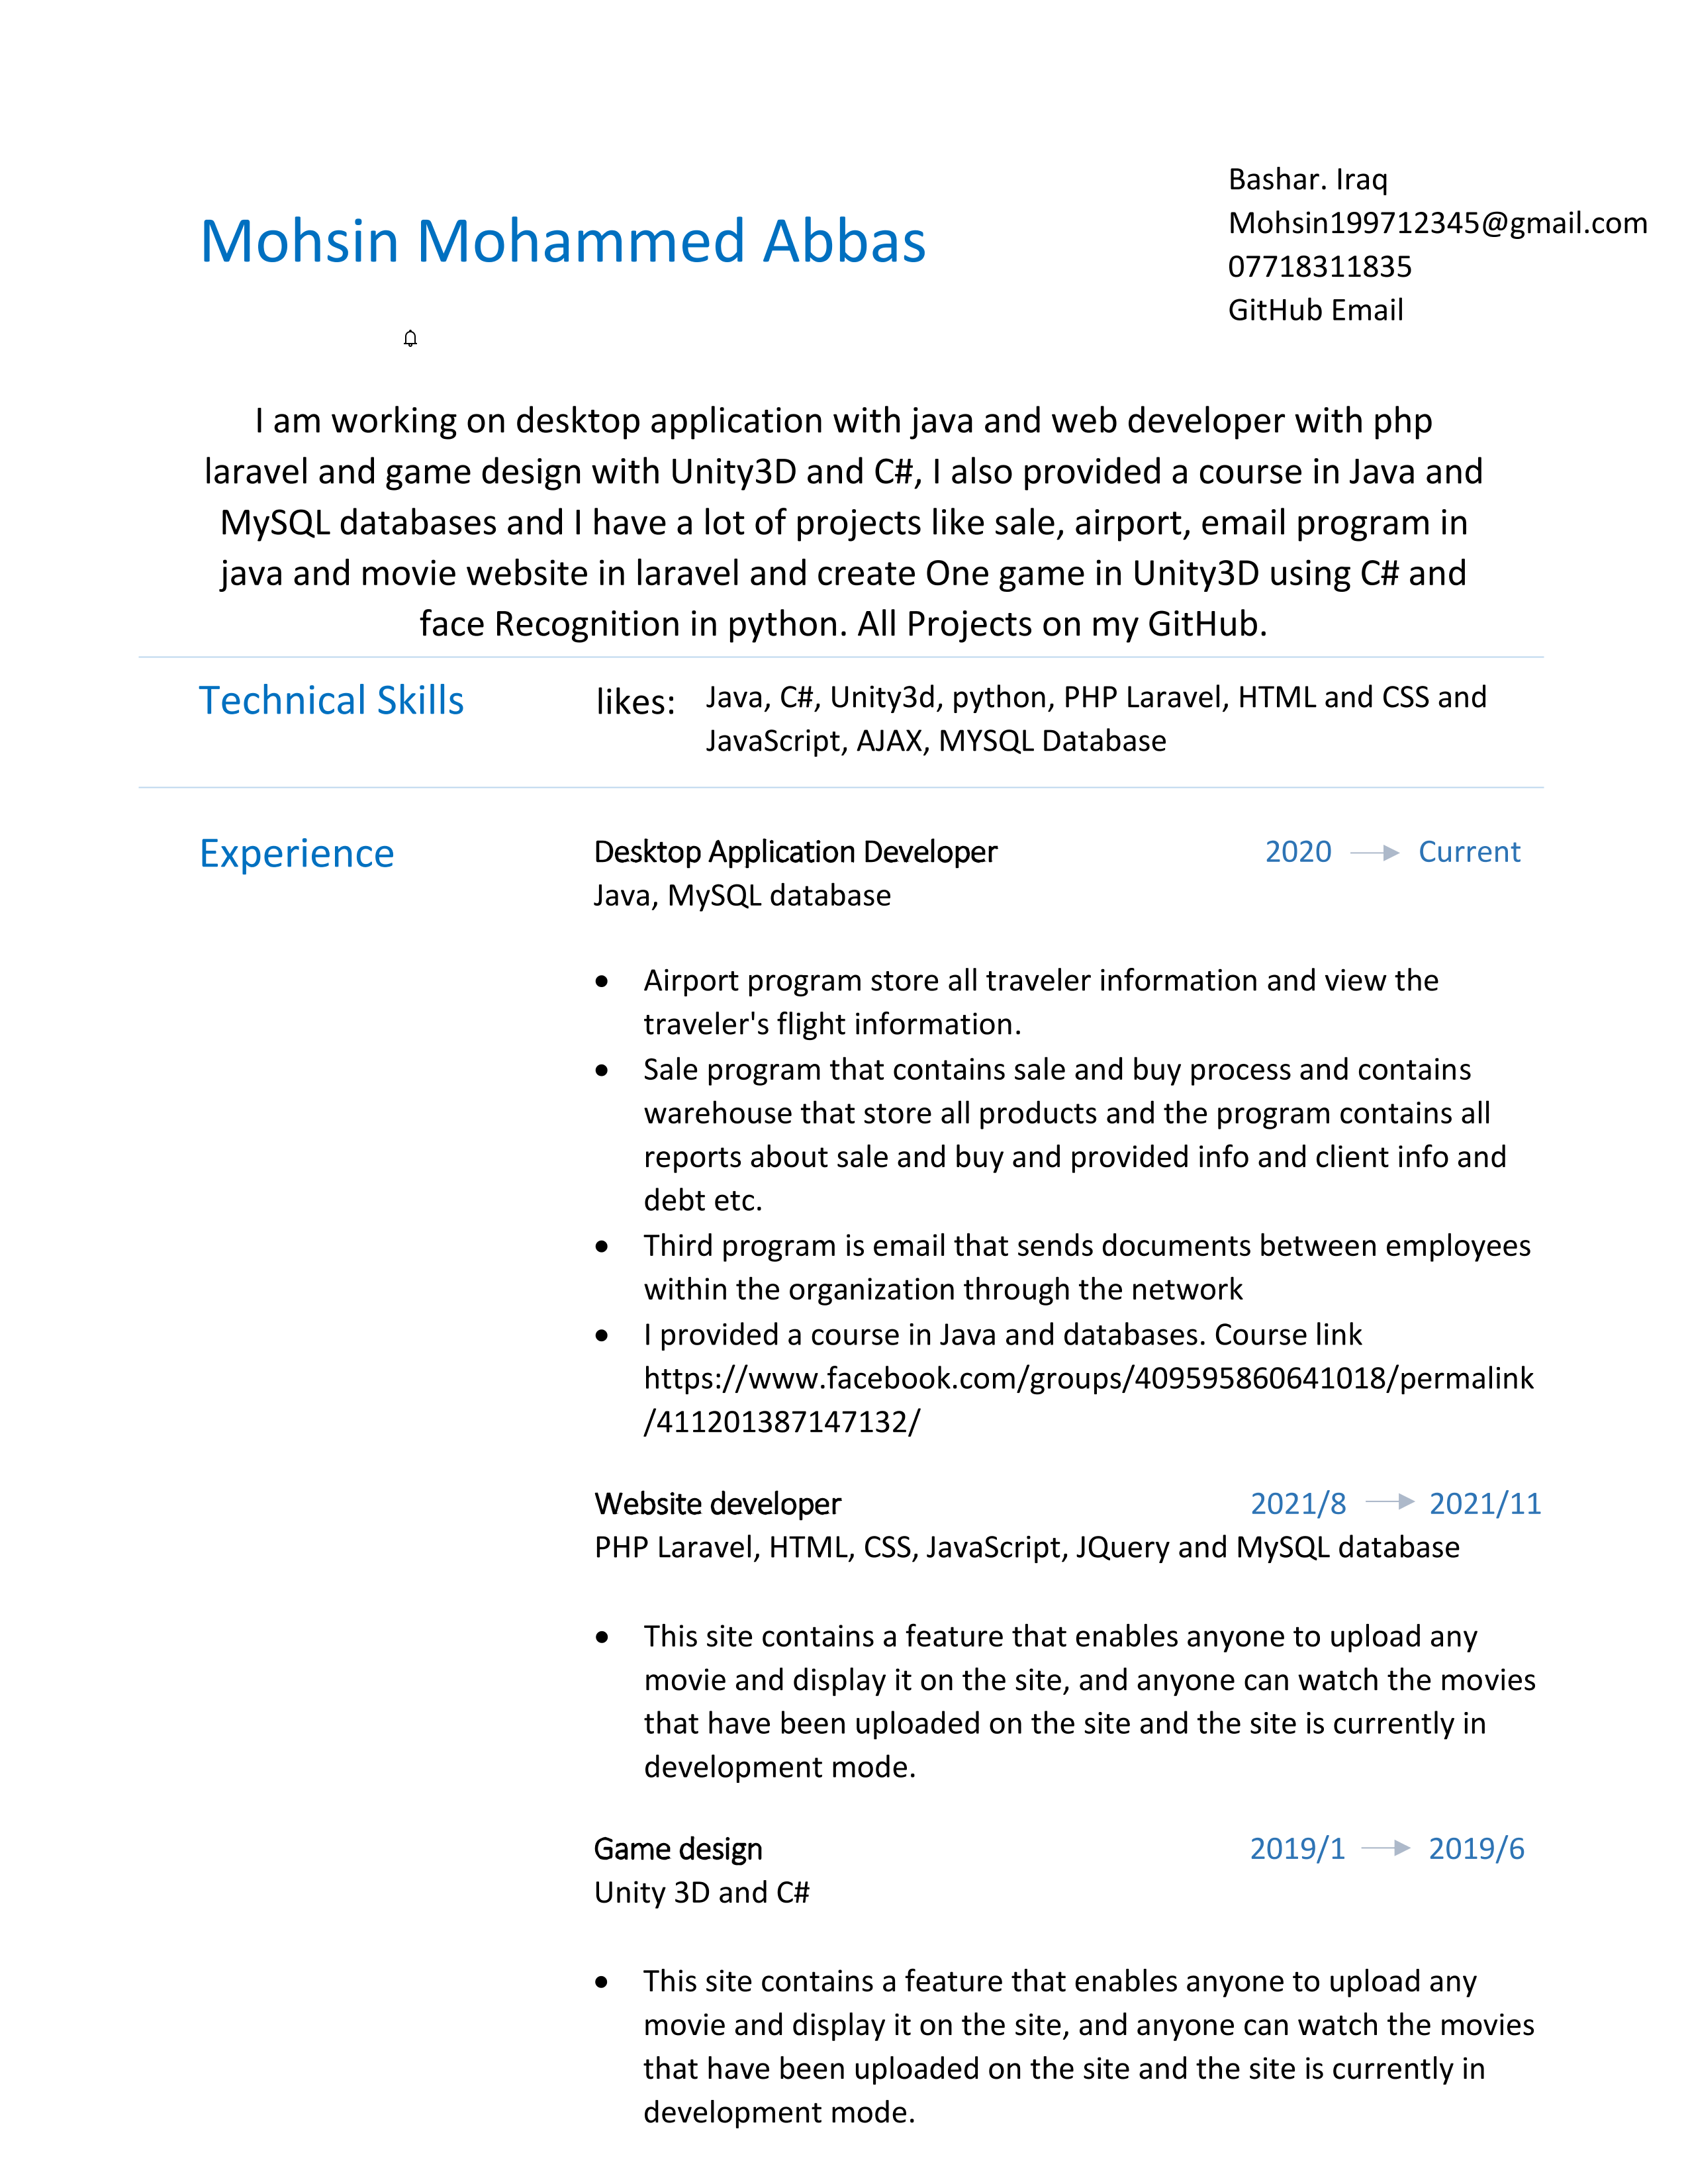 Bashar. Iraq
Mohsin199712345@gmail.com
07718311835
GitHub Email
Mohsin Mohammed Abbas
I am working on desktop application with java and web developer with php
laravel and game design with Unity3D and C#, I also provided a course in Java and
MySQL databases and I have a lot of projects like sale, airport, email program in
java and movie website in laravel and create One game in Unity3D using C# and
face Recognition in python. All Projects on my GitHub.
Technical Skills
likes:
Java, C#, Unity3d, python, PHP Laravel, HTML and CSS and
JavaScript, AJAX, MYSQL Database
Experience
Desktop Application Developer 2020 Current
Java, MySQL database
• Airport program store all traveler information and view the
traveler's flight information.
• Sale program that contains sale and buy process and contains
warehouse that store all products and the program contains all
reports about sale and buy and provided info and client info and
debt etc.
• Third program is email that sends documents between employees
within the organization through the network
• I provided a course in Java and databases. Course link
https://www.facebook.com/groups/409595860641018/permalink
/411201387147132/
Website developer 2021/8 2021/11
PHP Laravel, HTML, CSS, JavaScript, JQuery and MySQL database
• This site contains a feature that enables anyone to upload any
movie and display it on the site, and anyone can watch the movies
that have been uploaded on the site and the site is currently in
development mode.
Game design 2019/1 2019/6
Unity 3D and C#
• This site contains a feature that enables anyone to upload any
movie and display it on the site, and anyone can watch the movies
that have been uploaded on the site and the site is currently in
development mode.